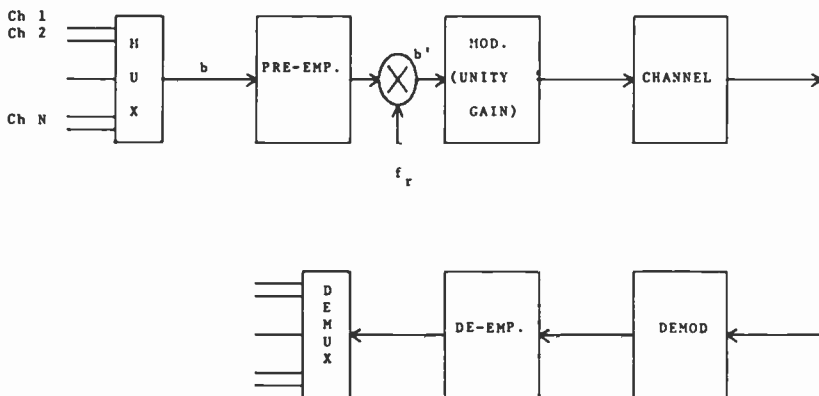 Ch 1
Ch 2
Ch N
M
U
X
b
PRE-EMP.
b'
f r
MOD.
(UNITY
GAIN)
CHANNEL
D
E
M
U
X
DE-EMP.
DEMOD